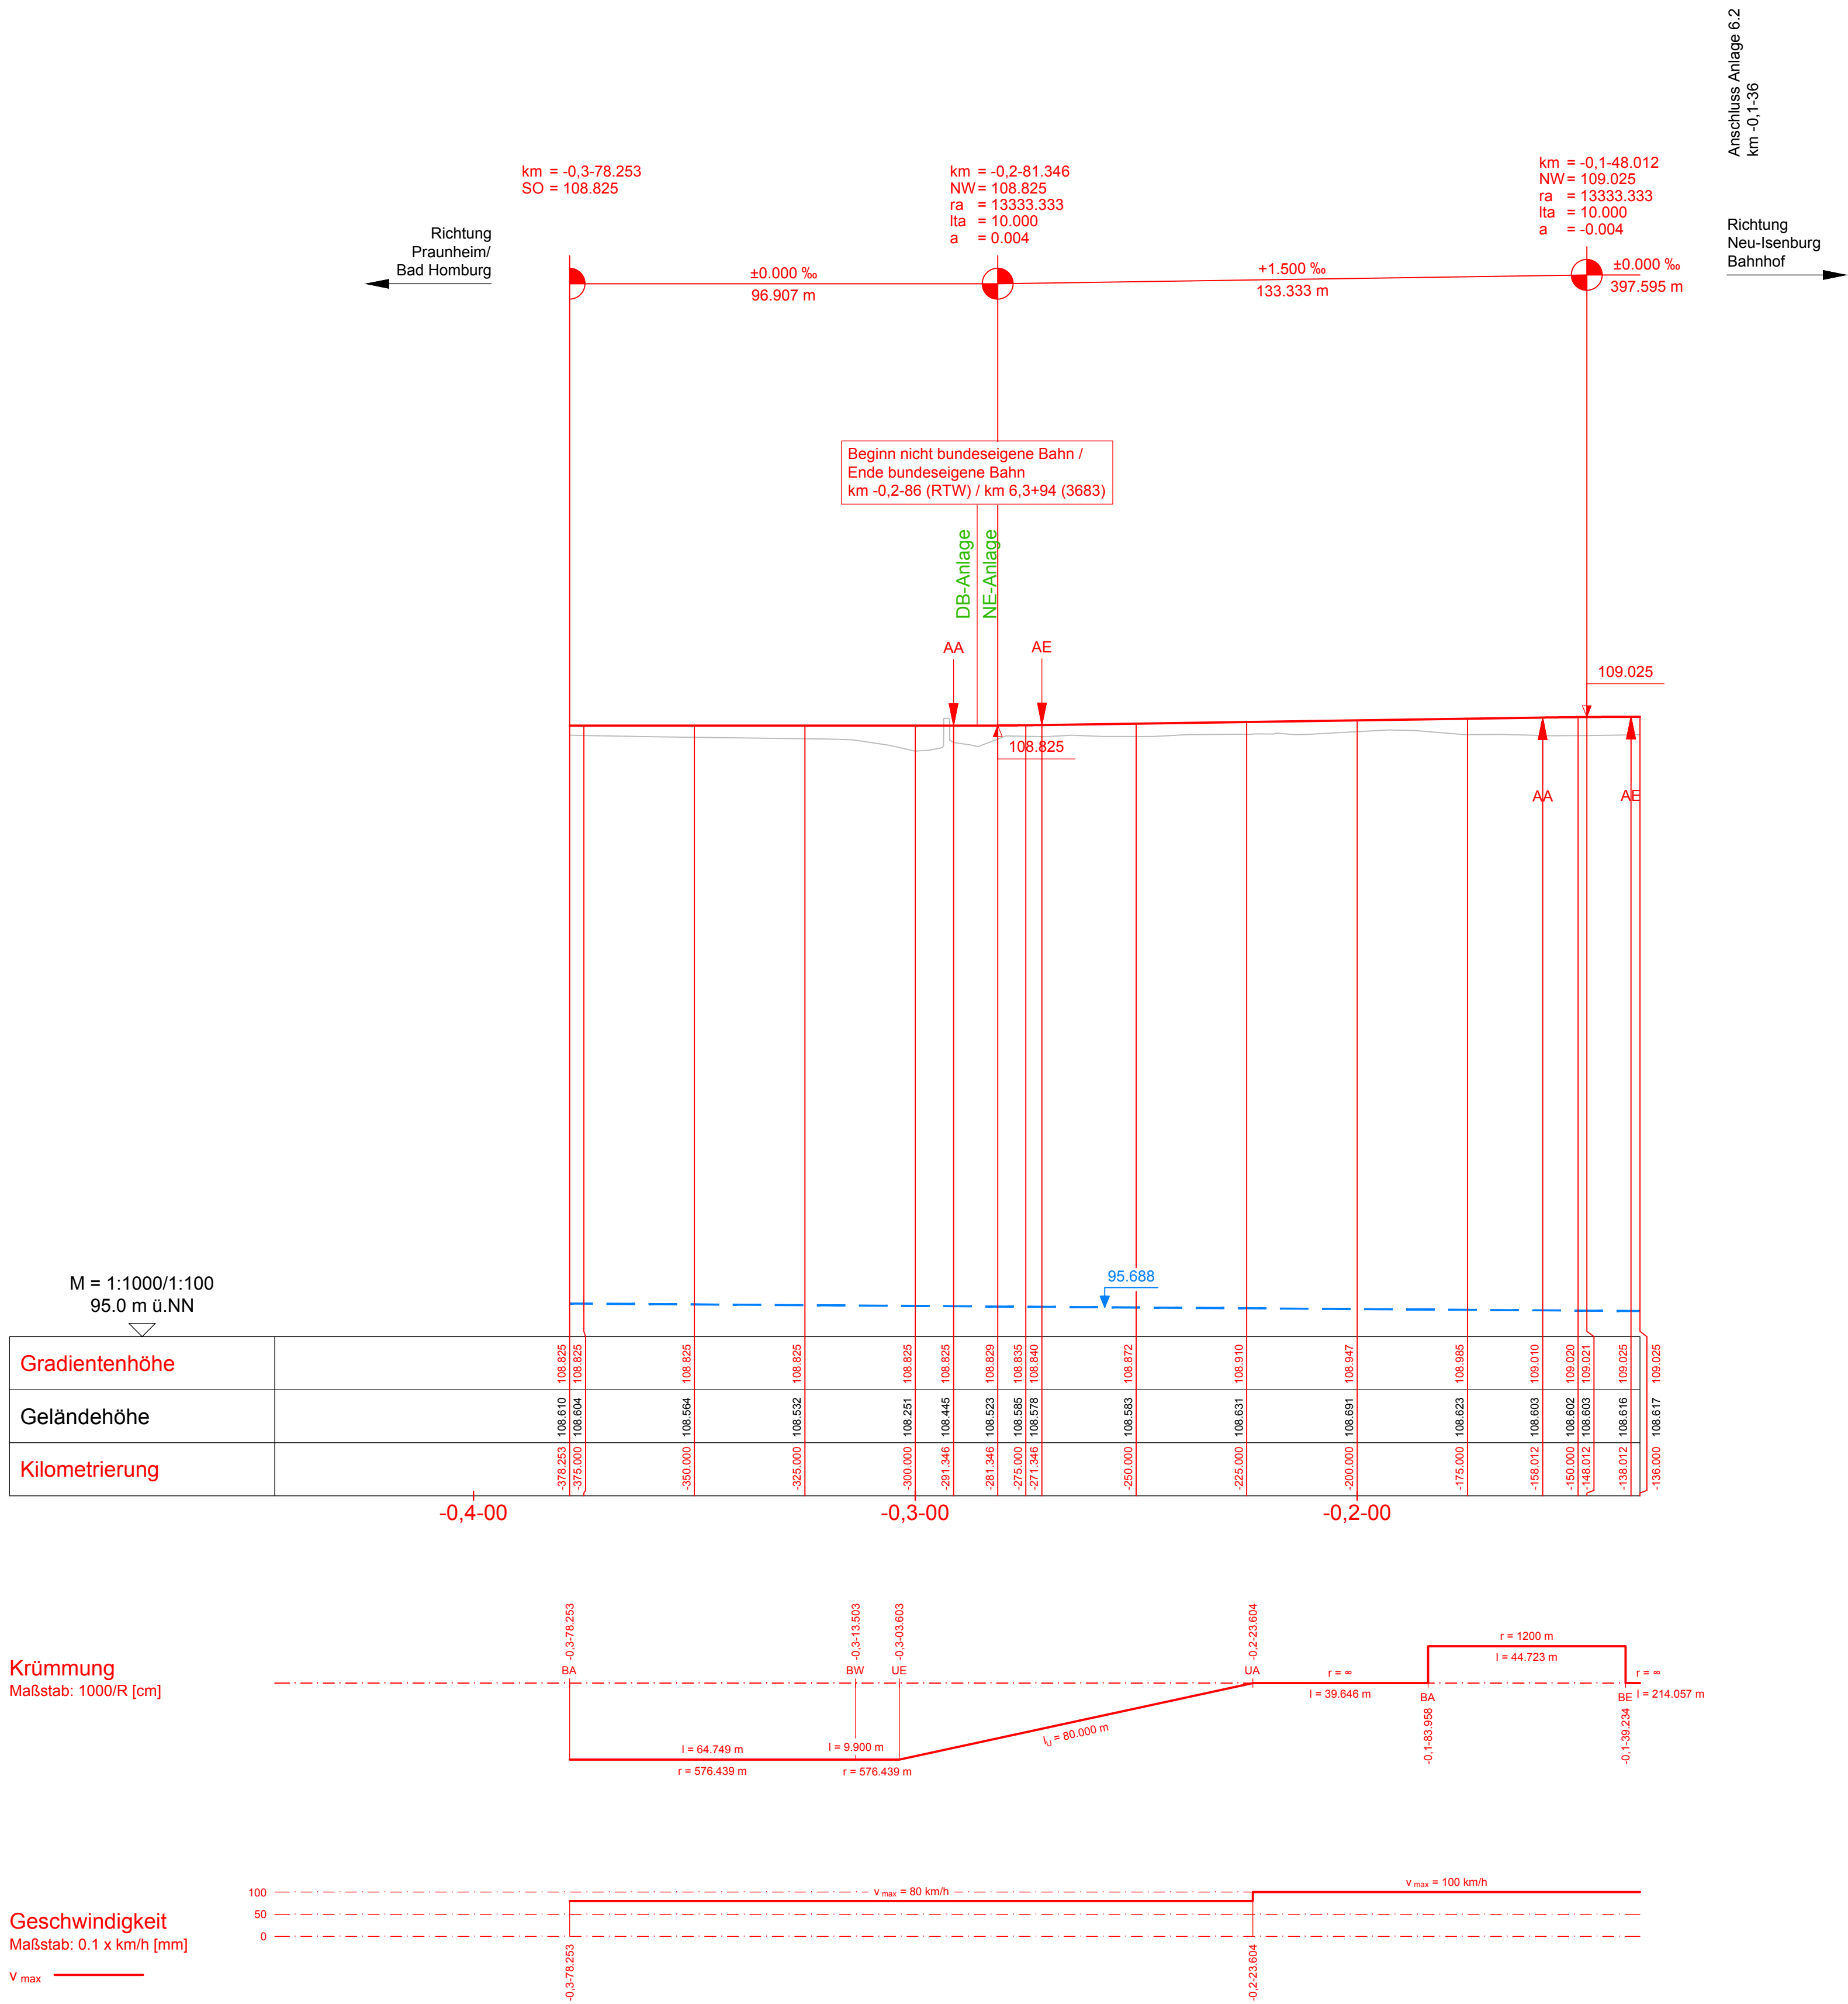 Anschluss Anlage 6.2
km -0,1-36
km = -0,3-78.253
SO = 108.825
km = -0,2-81.346
NW = 108.825
ra = 13333.333
lta = 10.000
a = 0.004
km = -0,1-48.012
NW = 109.025
ra = 13333.333
lta = 10.000
a = -0.004
Richtung
Praunheim/
Bad Homburg
Richtung
Neu-Isenburg
Bahnhof
±0.000 ‰
96.907 m
+1.500 ‰
133.333 m
±0.000 ‰
397.595 m
Beginn nicht bundeseigene Bahn /
Ende bundeseigene Bahn
km -0,2-86 (RTW) / km 6,3+94 (3683)
DB-Anlage
NE-Anlage
AA
AE
109.025
108.825
AA
AE
95.688
M = 1:1000/1:100
95.0 m ü.NN
Gradientenhöhe
108.825
108.825
108.825
108.825
108.825
108.825
108.829
108.835
108.840
108.872
108.910
108.947
108.985
109.010
109.020
109.021
109.025
109.025
Geländehöhe
108.610
108.604
108.564
108.532
108.251
108.445
108.523
108.585
108.578
108.583
108.631
108.691
108.623
108.603
108.602
108.603
108.616
108.617
Kilometrierung
-378.253
-375.000
-350.000
-325.000
-300.000
-291.346
-281.346
-275.000
-271.346
-250.000
-225.000
-200.000
-175.000
-158.012
-150.000
-148.012
-138.012
-136.000
-0,4-00
-0,3-00
-0,2-00
Krümmung
Maßstab: 1000/R [cm]
-0,3-78.253
BA
-0,3-13.503
BW
-0,3-03.603
UE
-0,2-23.604
UA
l = 64.749 m
r = 576.439 m
l = 9.900 m
r = 576.439 m
lU = 80.000 m
r = ∞
l = 39.646 m
BA
-0,1-83.958
r = 1200 m
l = 44.723 m
BE
-0,1-39.234
r = ∞
l = 214.057 m
Geschwindigkeit
Maßstab: 0.1 x km/h [mm]
v max
100
50
0
v max = 80 km/h
v max = 100 km/h
-0,3-78.253
-0,2-23.604